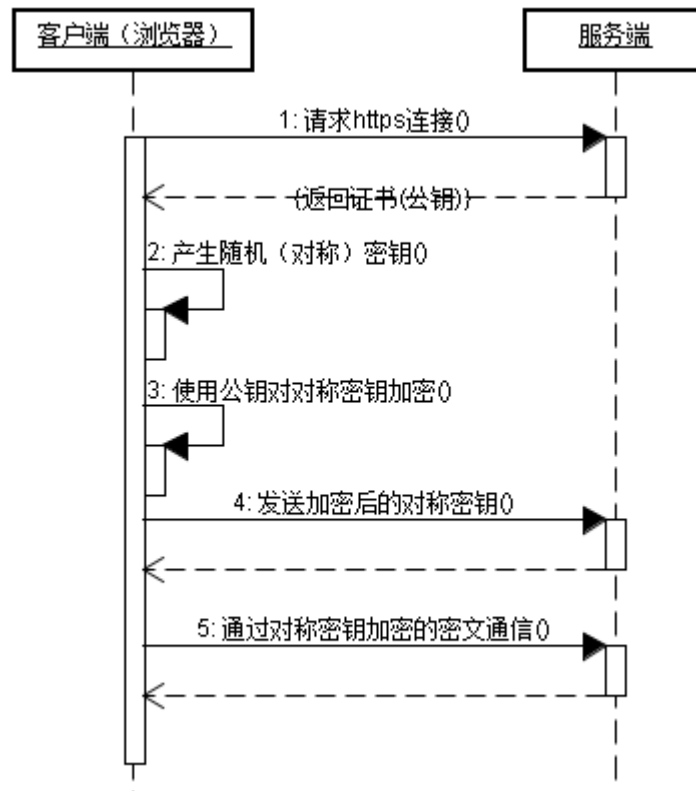 客户端（浏览器）
服务端
1: 请求https连接()
{返回证书(公钥)}
2: 产生随机（对称）密钥()
3: 使用公钥对对称密钥加密()
4: 发送加密后的对称密钥()
5: 通过对称密钥加密的密文通信()